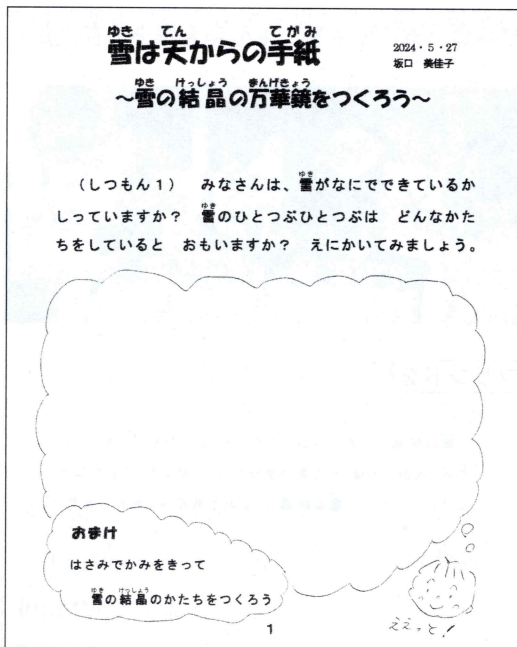 雪は天からの手紙
2024・5・27
坂口 美佳子
～雪の結晶の万華鏡をつくろう～
(しつもん1) みなさんは、雪がなにでできているか
しっていますか? 雪のひとつぶひとつぶは どんなかた
ちをしていると おもいますか? えにかいてみましょう。
おまけ
はさみでかみをきって
雪の結晶のかたちをつくろう
ええっと!
1